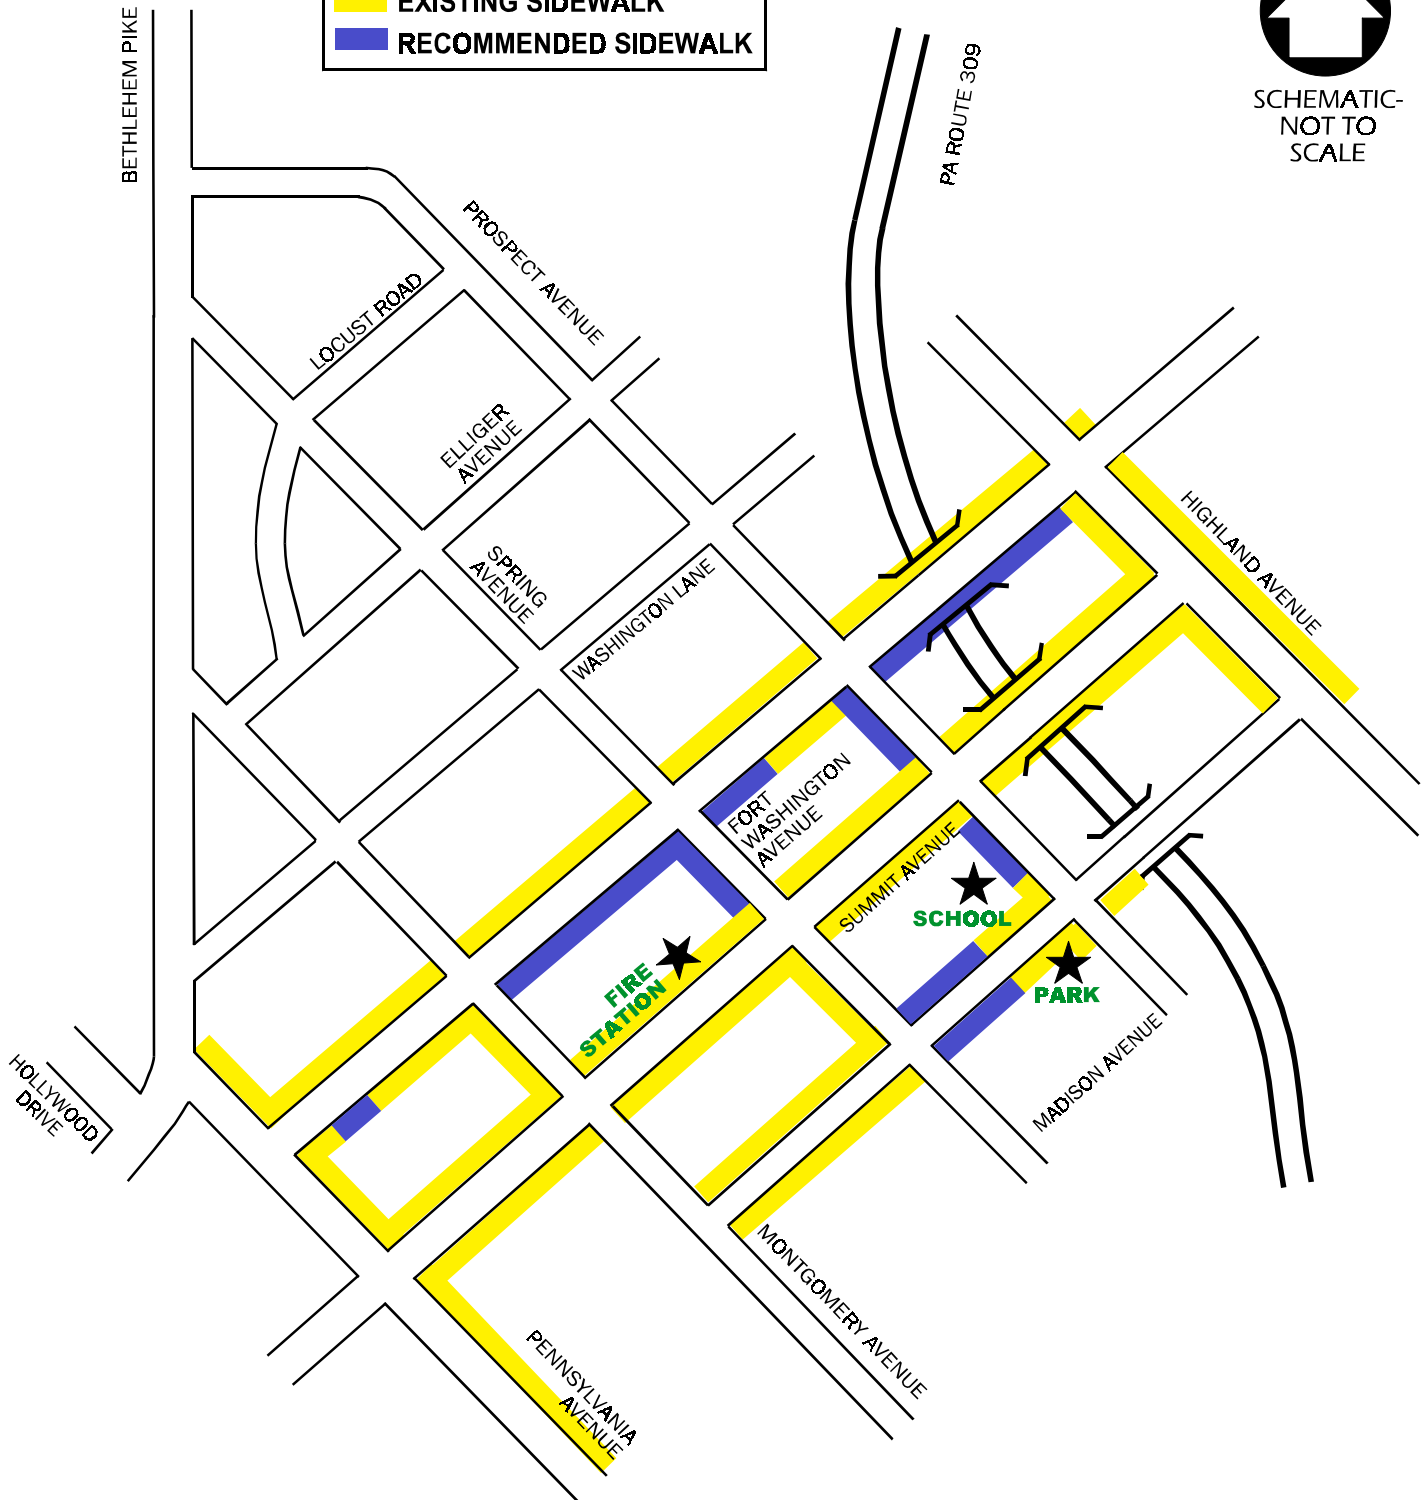 EXISTING SIDEWALK
RECOMMENDED SIDEWALK
BETHLEHEM PIKE
PA ROUTE 309
SCHEMATIC-
NOT TO
SCALE
PROSPECT AVENUE
LOCUST ROAD
ELLIGER
AVENUE
SPRING
AVENUE
WASHINGTON LANE
HIGHLAND AVENUE
FORT
WASHINGTON
AVENUE
SUMMIT AVENUE
SCHOOL
FIRE
STATION
PARK
MADISON AVENUE
HOLLYWOOD
DRIVE
MONTGOMERY AVENUE
PENNSYLVANIA
AVENUE